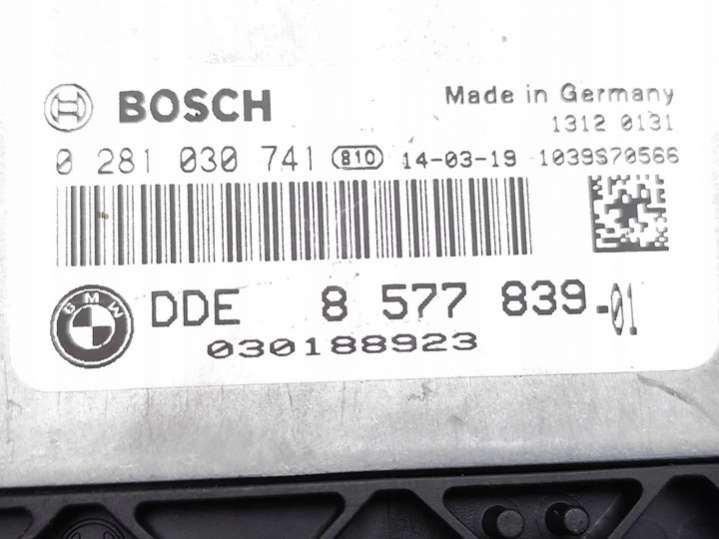 BOSCH
Made in Germany
1312 0131
0 281 030 741 810 14-03-19 1039S70566
BMW
DDE 8 577 839-01
030188923